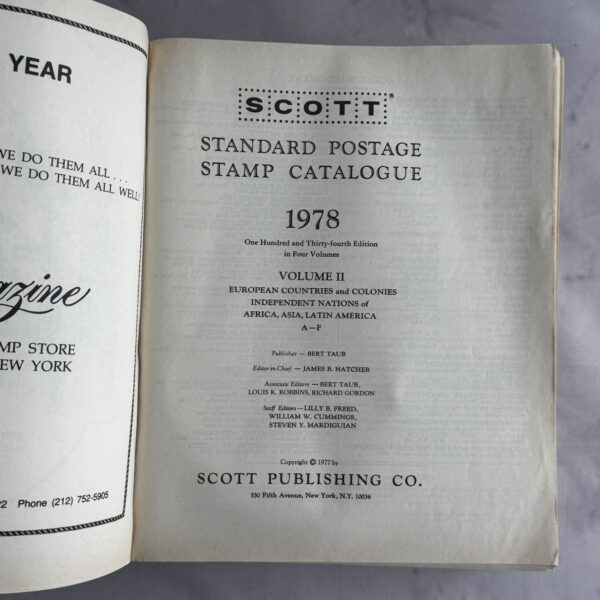 YEAR
WE DO THEM ALL . . .
WE DO THEM ALL WELL!
azine
MP STORE
EW YORK
22 Phone (212) 752-5905
SCOTT®
STANDARD POSTAGE
STAMP CATALOGUE
1978
One Hundred and Thirty-fourth Edition
in Four Volumes
VOLUME II
EUROPEAN COUNTRIES and COLONIES
INDEPENDENT NATIONS of
AFRICA, ASIA, LATIN AMERICA
A—F
Publisher — BERT TAUB
Editor-in-Chief — JAMES B. HATCHER
Associate Editors — BERT TAUB,
LOUIS K. ROBBINS, RICHARD GORDON
Staff Editors—LILLY B. FREED,
WILLIAM W. CUMMINGS,
STEVEN Y. MARDIGUIAN
Copyright © 1977 by
SCOTT PUBLISHING CO.
530 Fifth Avenue, New York, N.Y. 10036